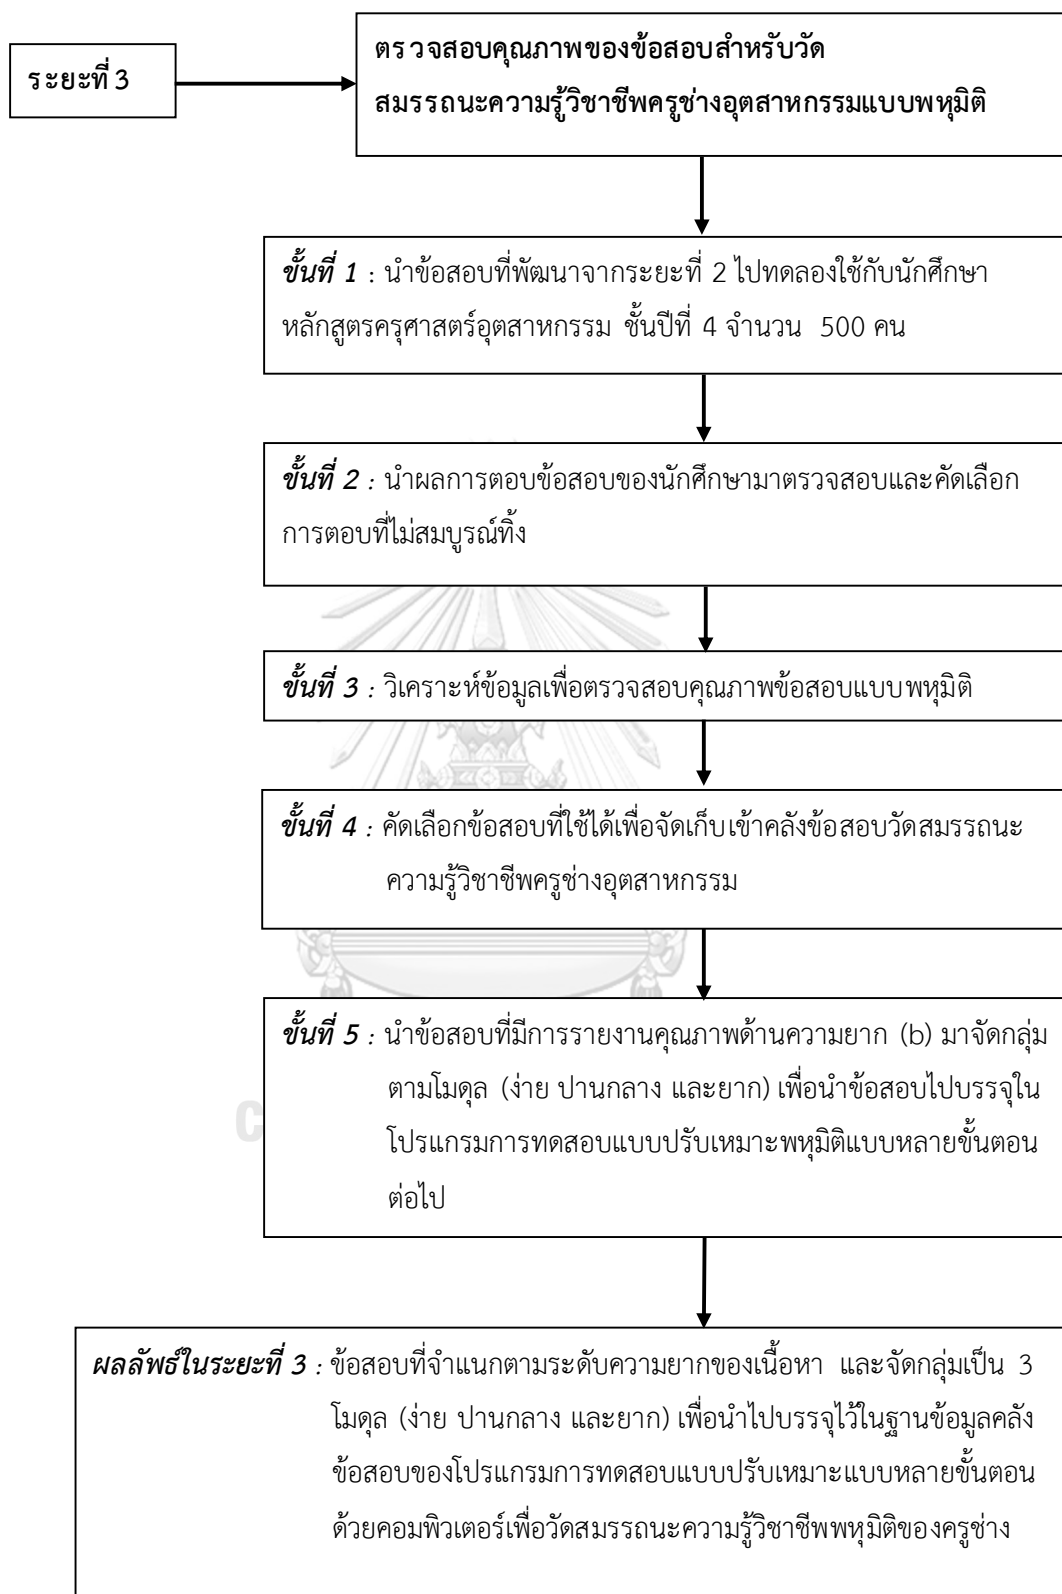 ระยะที่ 3
ตรวจสอบคุณภาพของข้อสอบสำหรับวัด
สมรรถนะความรู้วิชาชีพครูช่างอุตสาหกรรมแบบพหุมิติ
ขั้นที่ 1 : นำข้อสอบที่พัฒนาจากระยะที่ 2 ไปทดลองใช้กับนักศึกษา
หลักสูตรครุศาสตร์อุตสาหกรรม ชั้นปีที่ 4 จำนวน 500 คน
ขั้นที่ 2 : นำผลการตอบข้อสอบของนักศึกษามาตรวจสอบและคัดเลือก
การตอบที่ไม่สมบูรณ์ทิ้ง
ขั้นที่ 3 : วิเคราะห์ข้อมูลเพื่อตรวจสอบคุณภาพข้อสอบแบบพหุมิติ
ขั้นที่ 4 : คัดเลือกข้อสอบที่ใช้ได้เพื่อจัดเก็บเข้าคลังข้อสอบวัดสมรรถนะ
ความรู้วิชาชีพครูช่างอุตสาหกรรม
ขั้นที่ 5 : นำข้อสอบที่มีการรายงานคุณภาพด้านความยาก (b) มาจัดกลุ่ม
ตามโมดุล (ง่าย ปานกลาง และยาก) เพื่อนำข้อสอบไปบรรจุใน
โปรแกรมการทดสอบแบบปรับเหมาะพหุมิติแบบหลายขั้นตอน
ต่อไป
C
ผลลัพธ์ในระยะที่ 3 : ข้อสอบที่จำแนกตามระดับความยากของเนื้อหา และจัดกลุ่มเป็น 3
โมดุล (ง่าย ปานกลาง และยาก) เพื่อนำไปบรรจุไว้ในฐานข้อมูลคลัง
ข้อสอบของโปรแกรมการทดสอบแบบปรับเหมาะแบบหลายขั้นตอน
ด้วยคอมพิวเตอร์เพื่อวัดสมรรถนะความรู้วิชาชีพพหุมิติของครูช่าง